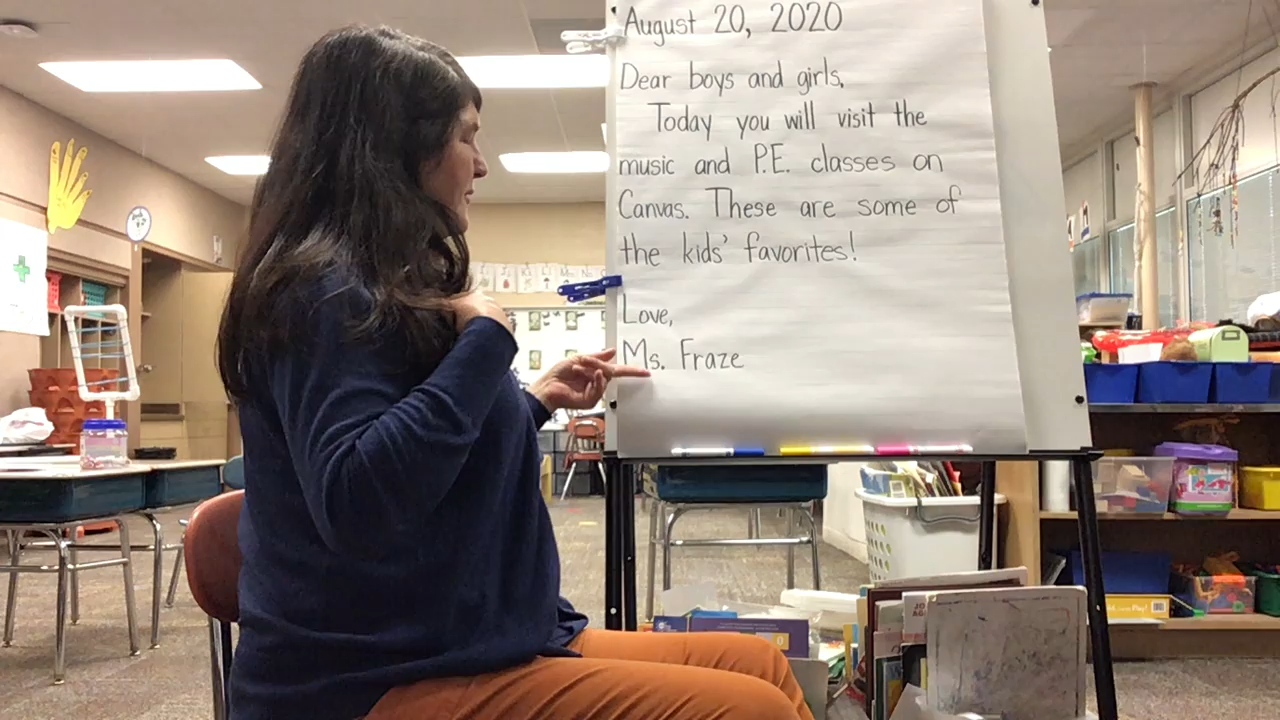 August 20, 2020
Dear boys and girls,
Today you will visit the
music and P.E. classes on
Canvas. These are some of
the kids' favorites!
Love,
Ms. Fraze